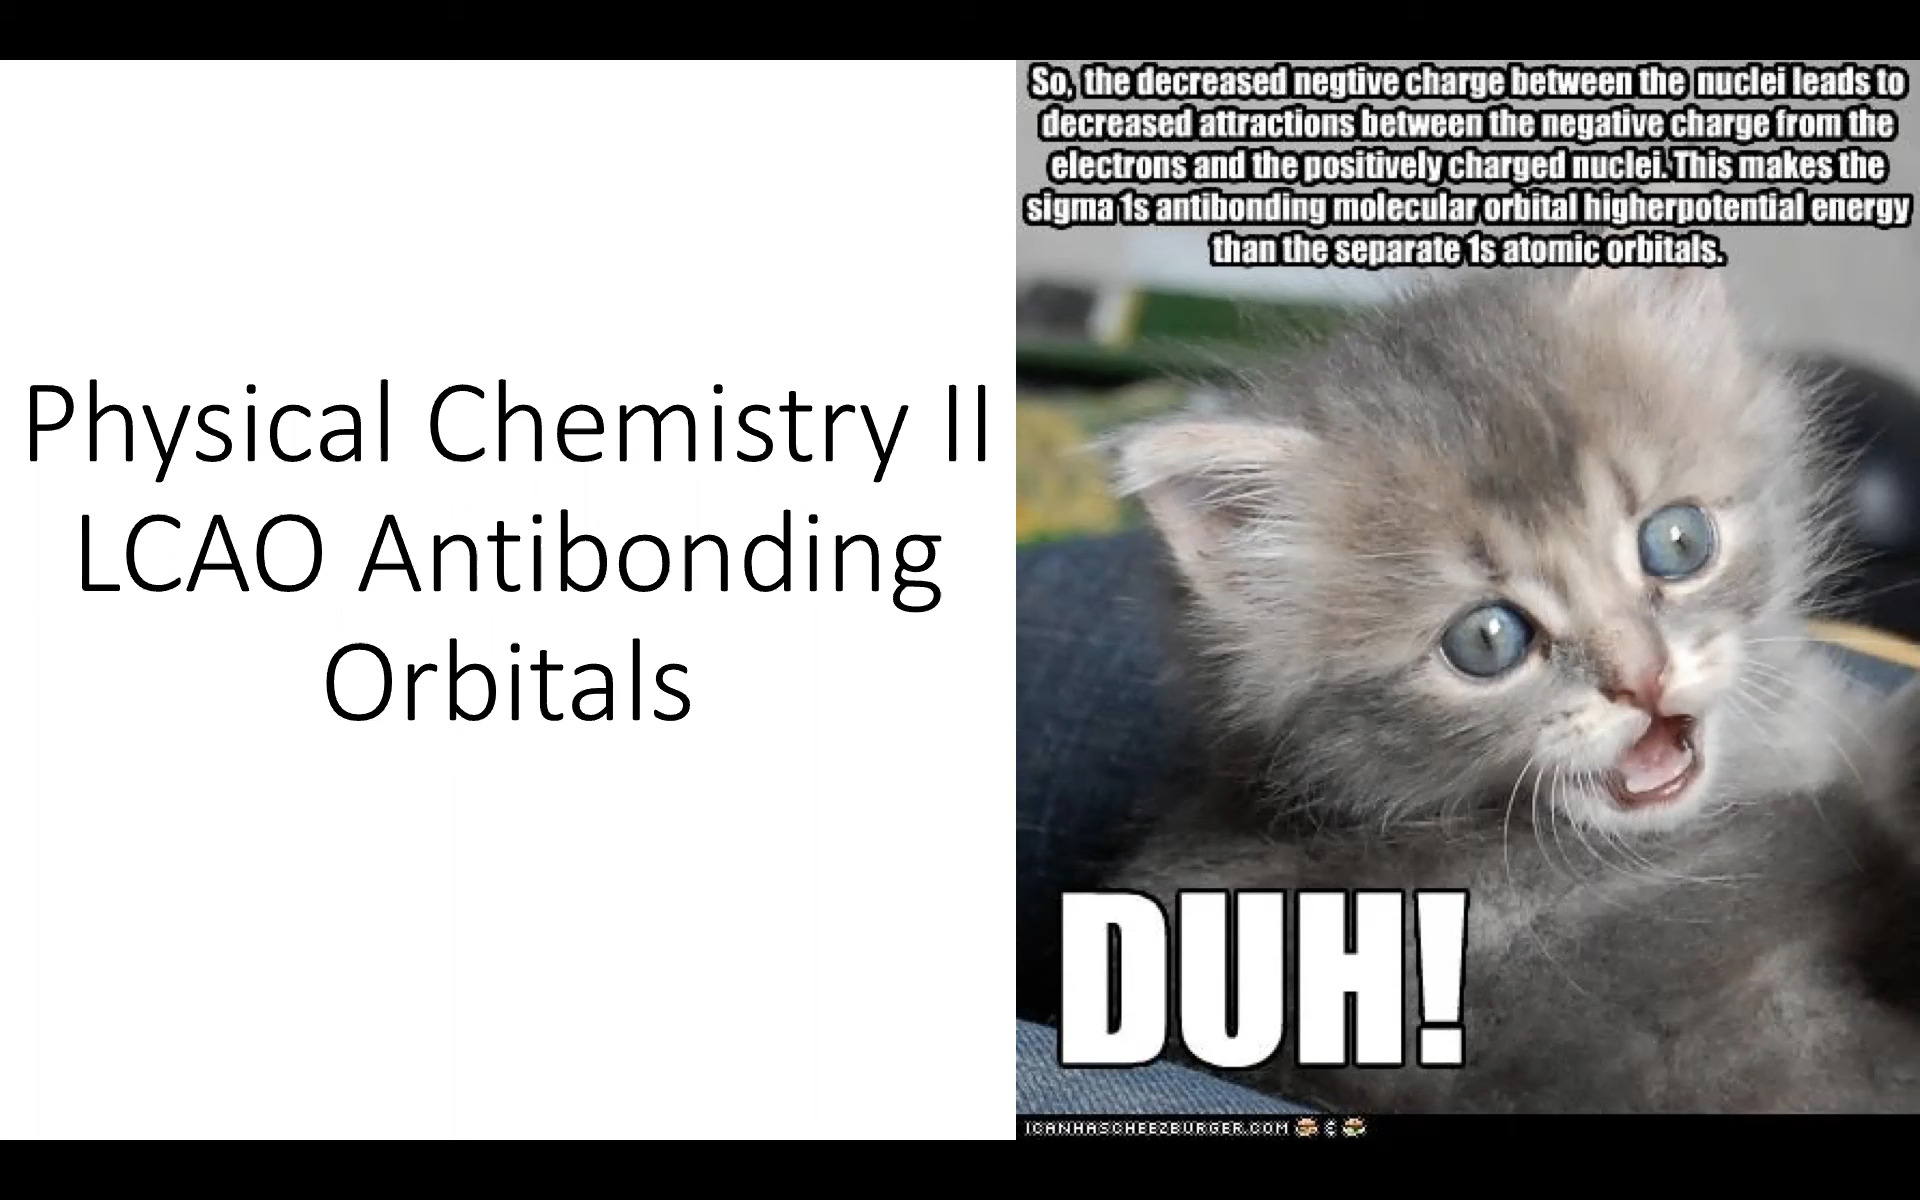 Physical Chemistry II
LCAO Antibonding
Orbitals
So, the decreased negtive charge between the nuclei leads to
decreased attractions between the negative charge from the
electrons and the positively charged nuclei. This makes the
sigma 1s antibonding molecular orbital higherpotential energy
than the separate 1s atomic orbitals.
DUH!
ICANHASCHEEZBURGER.COM